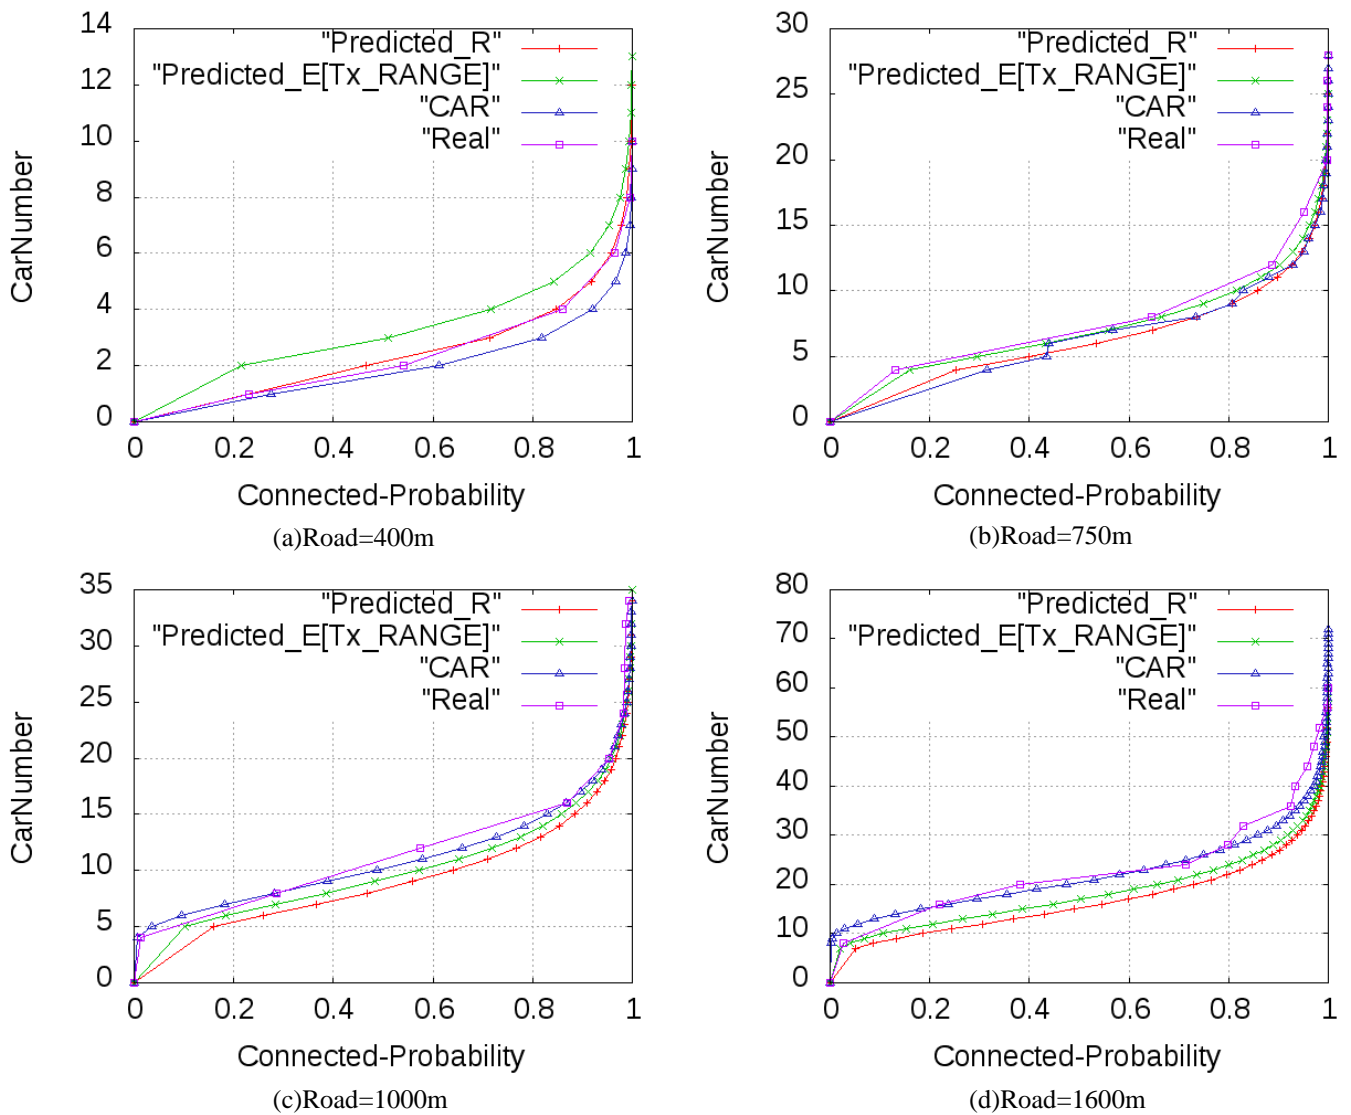 14
12
10
8
6
4
2
0
CarNumber
"Predicted_R"
"Predicted_E[Tx_RANGE]"
"CAR"
"Real"
0 0.2 0.4 0.6 0.8 1
Connected-Probability
(a)Road=400m
30
25
20
15
10
5
0
CarNumber
"Predicted_R"
"Predicted_E[Tx_RANGE]"
"CAR"
"Real"
0 0.2 0.4 0.6 0.8 1
Connected-Probability
(b)Road=750m
35
30
25
20
15
10
5
0
CarNumber
"Predicted_R"
"Predicted_E[Tx_RANGE]"
"CAR"
"Real"
0 0.2 0.4 0.6 0.8 1
Connected-Probability
(c)Road=1000m
80
70
60
50
40
30
20
10
0
CarNumber
"Predicted_R"
"Predicted_E[Tx_RANGE]"
"CAR"
"Real"
0 0.2 0.4 0.6 0.8 1
Connected-Probability
(d)Road=1600m